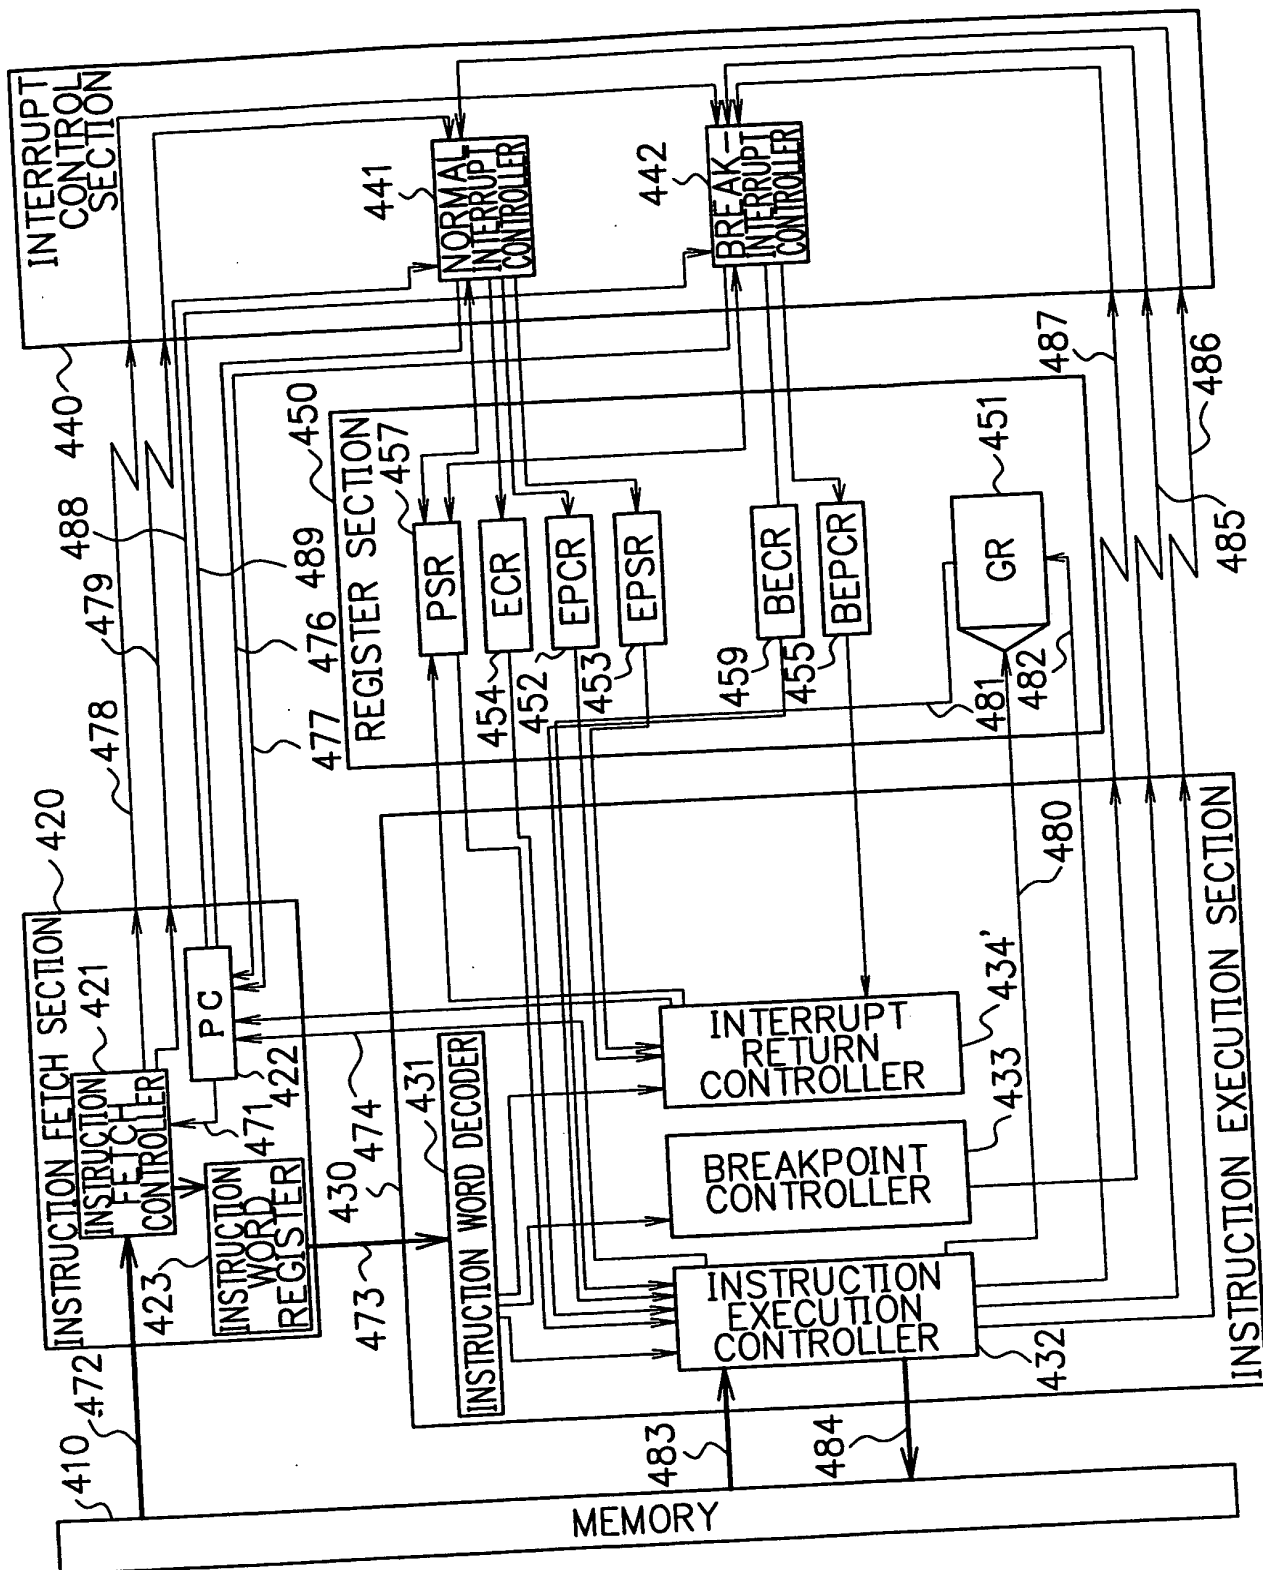 INTERRUPT
CONTROL
SECTION
440
441
NORMAL
INTERRUPT
CONTROLLER
442
BREAK-
INTERRUPT
CONTROLLER
478
479
488
489
476
477
487
486
485
450
REGISTER SECTION
457
PSR
ECR
454
EPCR
452
EPSR
453
BECR
459
BEPCR
455
GR
451
481
482
480
420
INSTRUCTION FETCH SECTION
421
INSTRUCTION
FETCH
CONTROLLER
PC
422
471
423
INSTRUCTION
WORD
REGISTER
472
473
474
430
431
INSTRUCTION WORD DECODER
INTERRUPT
RETURN
CONTROLLER
434'
BREAKPOINT
CONTROLLER
433
INSTRUCTION
EXECUTION
CONTROLLER
432
INSTRUCTION EXECUTION SECTION
410
483
484
MEMORY